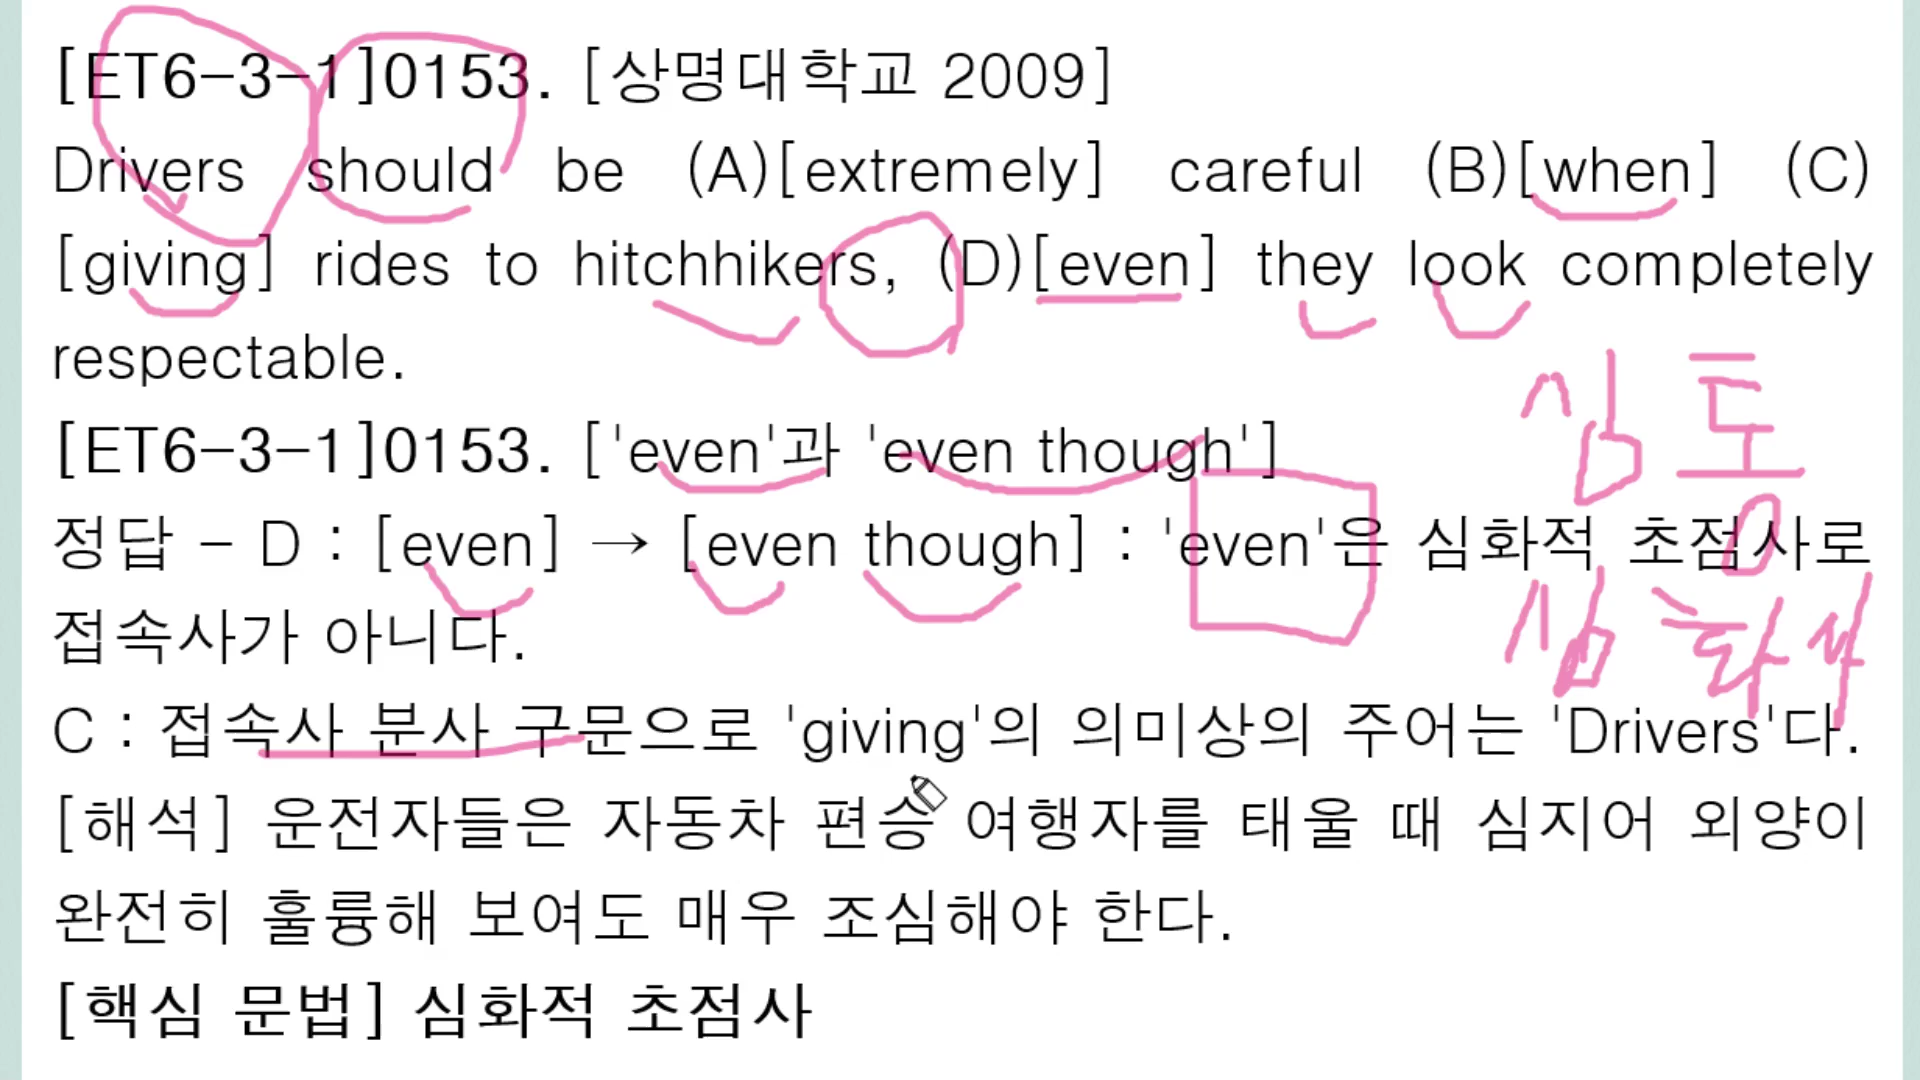 [ET6-3-1]0153. [상명대학교 2009]
Drivers should be (A)[extremely] careful (B)[when] (C)
[giving] rides to hitchhikers, (D)[even] they look completely
respectable.
[ET6-3-1]0153. ['even'과 'even though']
정답 – D : [even] → [even though] : 'even'은 심화적 초점사로
접속사가 아니다.
C : 접속사 분사 구문으로 'giving'의 의미상의 주어는 'Drivers'다.
[해석] 운전자들은 자동차 편승 여행자를 태울 때 심지어 외양이
완전히 훌륭해 보여도 매우 조심해야 한다.
[핵심 문법] 심화적 초점사